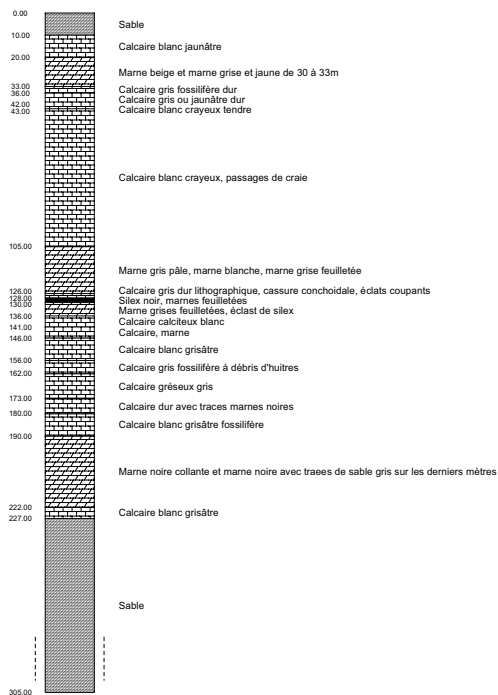 0.00
Sable
10.00
Calcaire blanc jaunâtre
20.00
Marne beige et marne grise et jaune de 30 à 33m
33.00
Calcaire gris fossilifère dur
36.00
Calcaire gris ou jaunâtre dur
42.00
Calcaire blanc crayeux tendre
43.00
Calcaire blanc crayeux, passages de craie
105.00
Marne gris pâle, marne blanche, marne grise feuilletée
126.00
Calcaire gris dur lithographique, cassure conchoidale, éclats coupants
128.00
Silex noir, marnes feuilletées
130.00
Marne grises feuilletées, éclast de silex
136.00
Calcaire calciteux blanc
141.00
Calcaire, marne
146.00
Calcaire blanc grisâtre
156.00
Calcaire gris fossilifère à débris d'huitres
162.00
Calcaire gréseux gris
173.00
Calcaire dur avec traces marnes noires
180.00
Calcaire blanc grisâtre fossilifère
190.00
Marne noire collante et marne noire avec traees de sable gris sur les derniers mètres
222.00
Calcaire blanc grisâtre
227.00
Sable
305.00